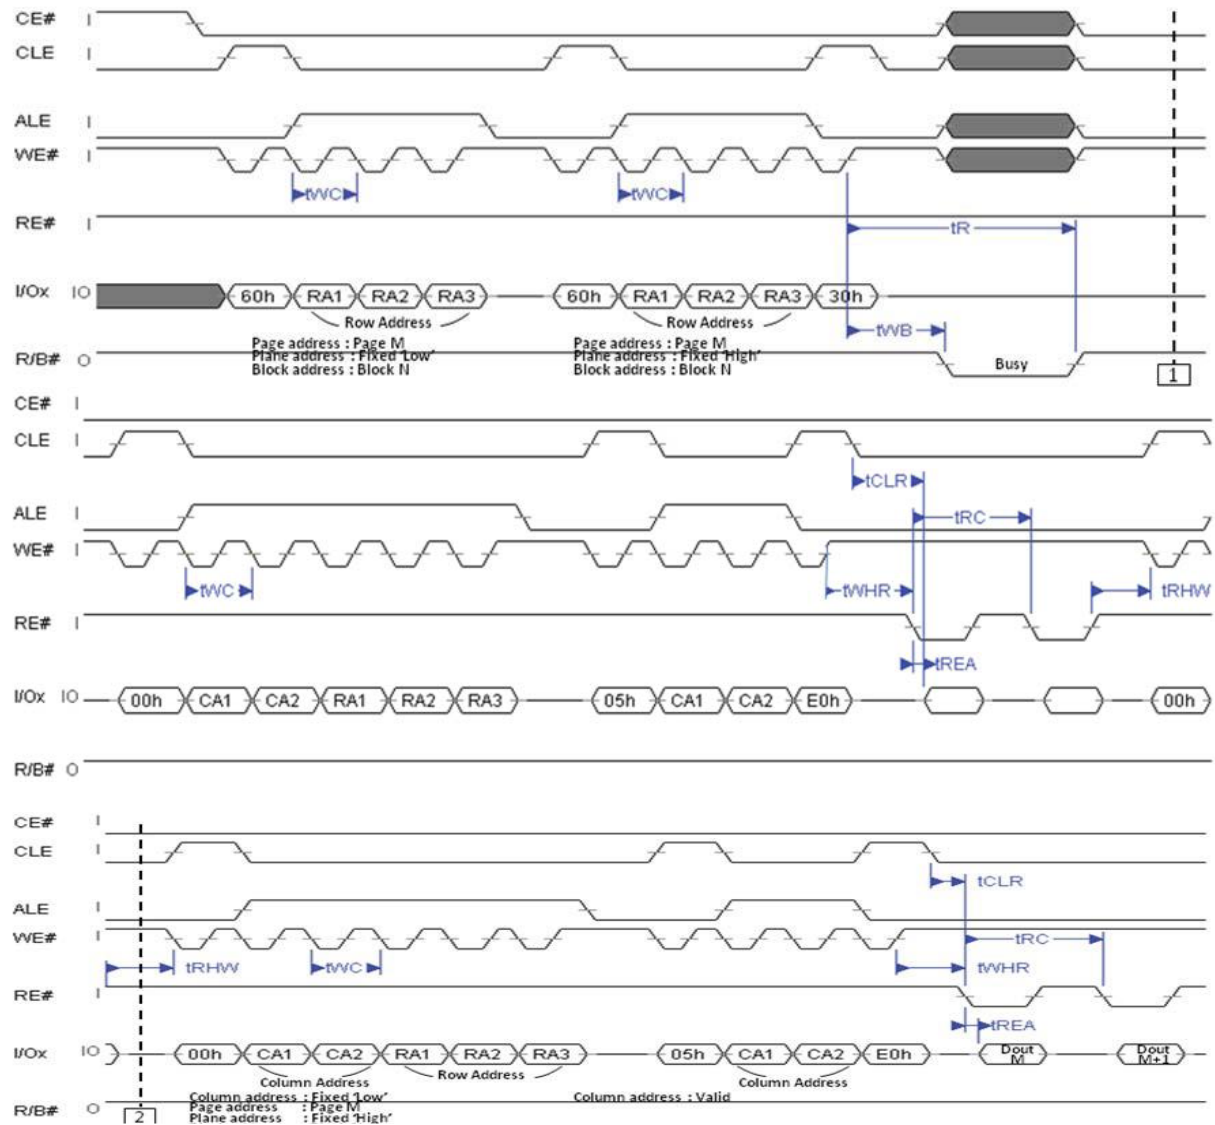 CE# I
CLE I
ALE I
WE# I
tWC tWC
RE# I
tR
I/Ox IO 60h RA1 RA2 RA3 60h RA1 RA2 RA3 30h
Row Address Row Address
tWB
Page address : Page M Page address : Page M
Plane address : Fixed 'Low' Plane address : Fixed 'High'
Block address : Block N Block address : Block N
R/B# O Busy
1
CE# I
CLE I
tCLR
ALE I
tRC
WE# I
tWC tWHR tRHW
RE# I
tREA
I/Ox IO 00h CA1 CA2 RA1 RA2 RA3 05h CA1 CA2 E0h 00h
R/B# O
CE# I
CLE I
tCLR
ALE I
WE# I
tRC
tRHW tWC tWHR
RE# I
tREA
I/Ox IO 00h CA1 CA2 RA1 RA2 RA3 05h CA1 CA2 E0h Dout M Dout M+1
Column Address Row Address Column Address
Column address : Fixed 'Low' Column address : Valid
Page address : Page M
Plane address : Fixed 'High'
R/B# O
2